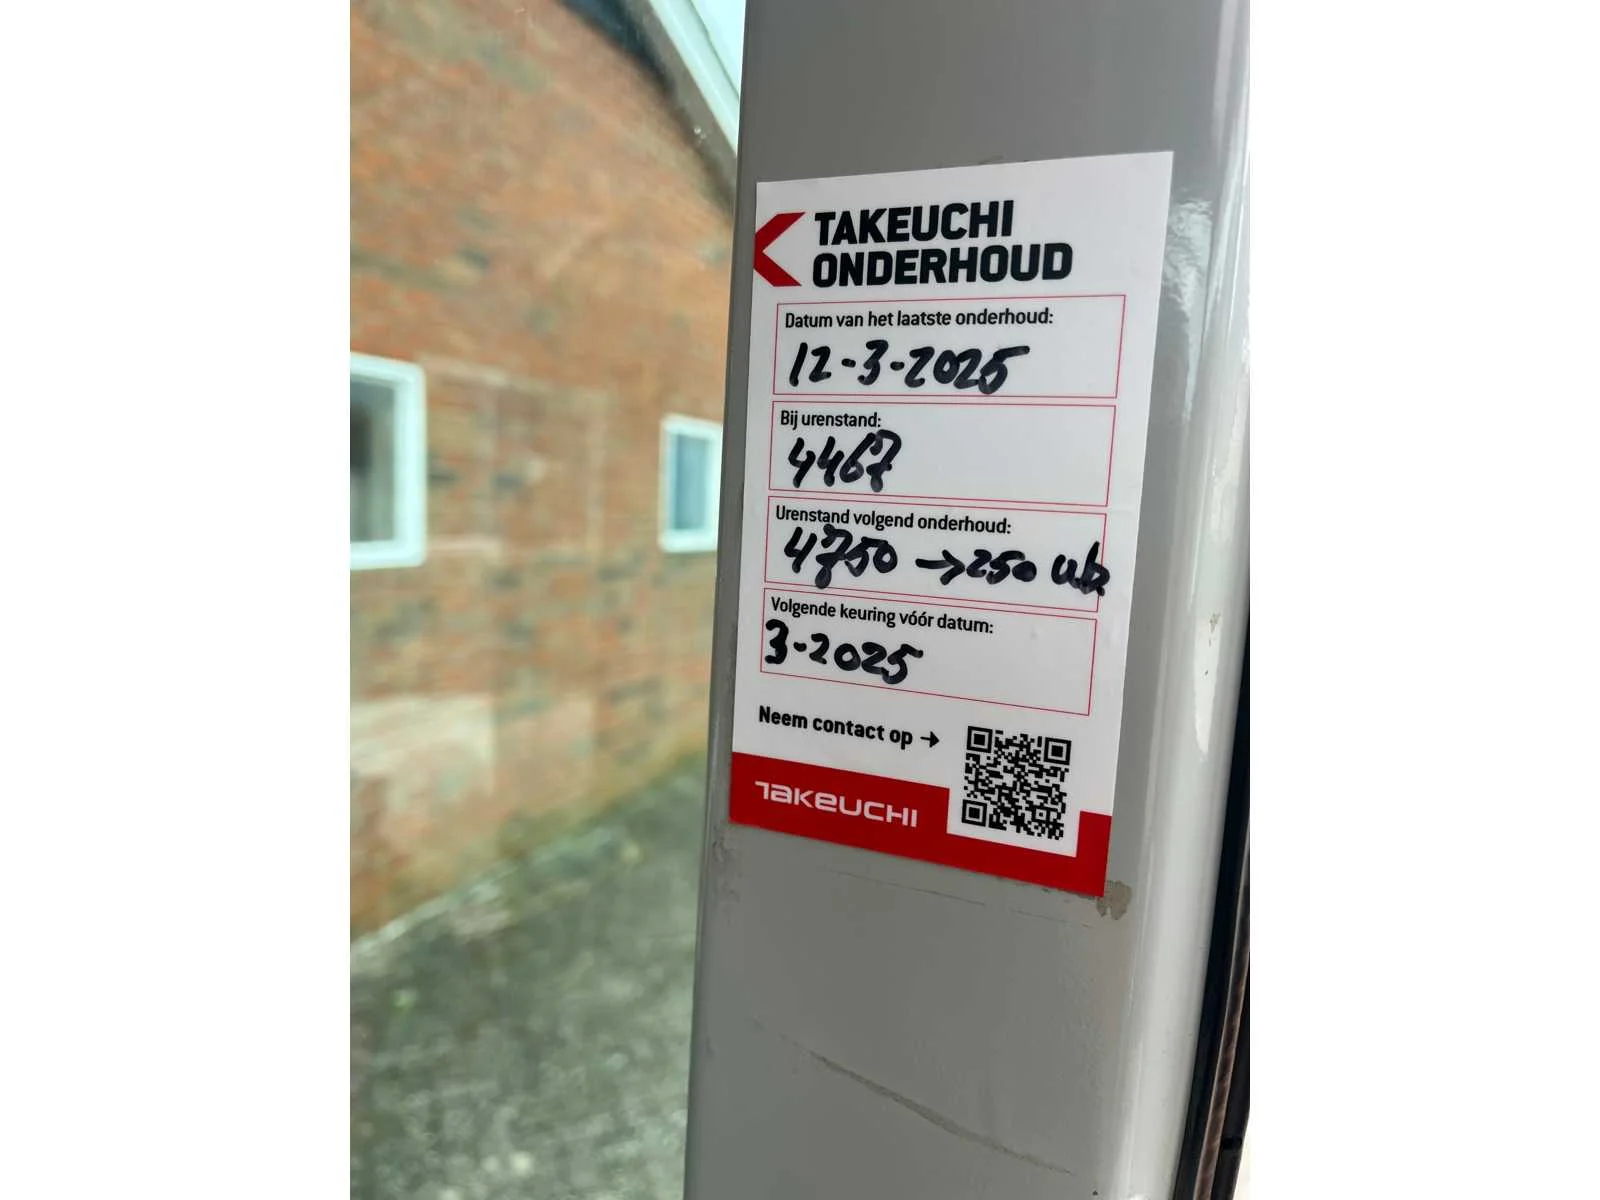 TAKEUCHI
ONDERHOUD
Datum van het laatste onderhoud:
12-3-2025
Bij urenstand:
4467
Urenstand volgend onderhoud:
4750 →250 
Volgende keuring vóór datum:
3-2025
Neem contact op →
TAKEUCHI